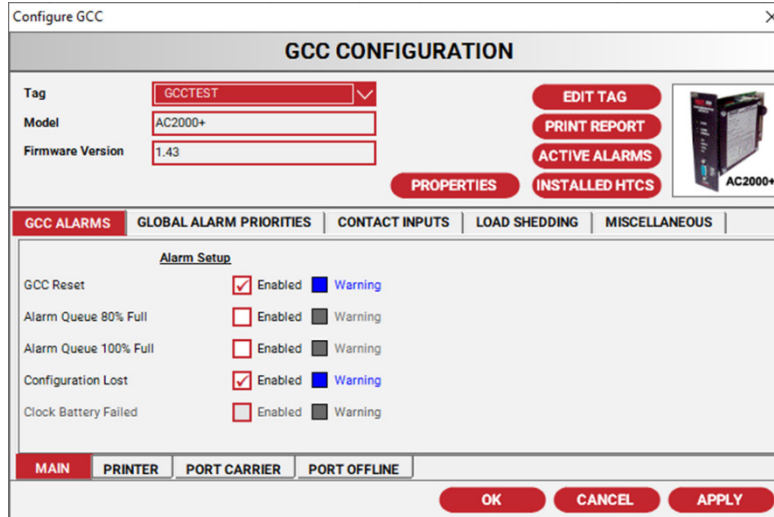 Configure GCC
GCC CONFIGURATION
Tag GCCTEST
Model AC2000+
Firmware Version 1.43
EDIT TAG
PRINT REPORT
ACTIVE ALARMS
PROPERTIES INSTALLED HTCS
AC2000+
GCC ALARMS GLOBAL ALARM PRIORITIES CONTACT INPUTS LOAD SHEDDING MISCELLANEOUS
Alarm Setup
GCC Reset Enabled Warning
Alarm Queue 80% Full Enabled Warning
Alarm Queue 100% Full Enabled Warning
Configuration Lost Enabled Warning
Clock Battery Failed Enabled Warning
MAIN PRINTER PORT CARRIER PORT OFFLINE
OK CANCEL APPLY